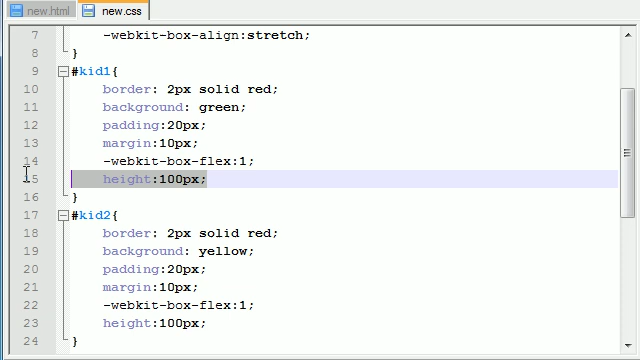 new.html new.css
7 -webkit-box-align:stretch;
8 }
9 #kid1{
10 border: 2px solid red;
11 background: green;
12 padding:20px;
13 margin:10px;
14 -webkit-box-flex:1;
15 height:100px;
16 }
17 #kid2{
18 border: 2px solid red;
19 background: yellow;
20 padding:20px;
21 margin:10px;
22 -webkit-box-flex:1;
23 height:100px;
24 }